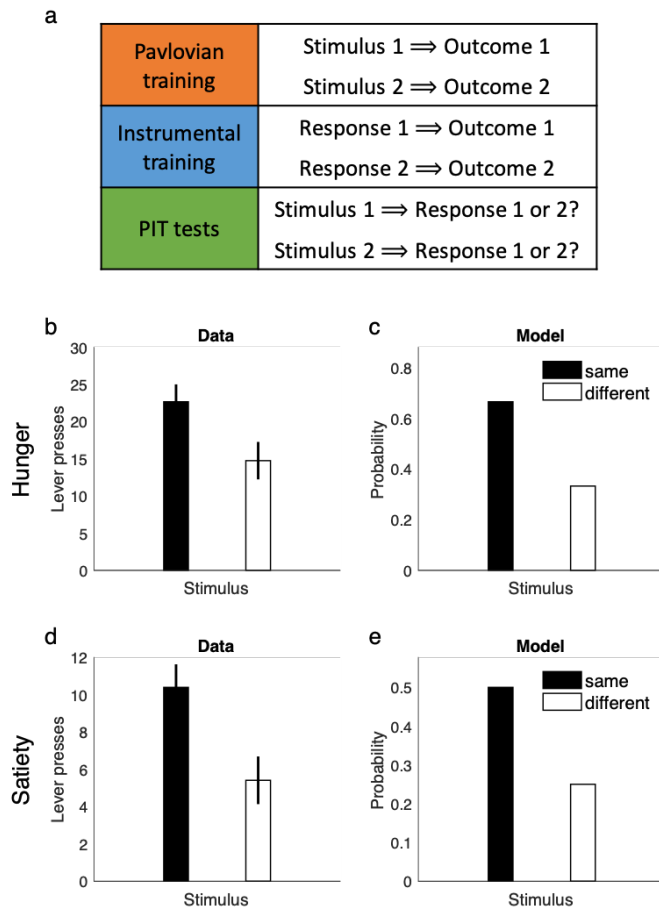 a
Pavlovian
training
Stimulus 1 ⟹ Outcome 1
Stimulus 2 ⟹ Outcome 2
Instrumental
training
Response 1 ⟹ Outcome 1
Response 2 ⟹ Outcome 2
PIT tests
Stimulus 1 ⟹ Response 1 or 2?
Stimulus 2 ⟹ Response 1 or 2?
Hunger
b
Data
30
25
20
15
10
5
0
Lever presses
Stimulus
c
Model
0.8
0.6
0.4
0.2
0
Probability
same
different
Stimulus
Satiety
d
Data
12
10
8
6
4
2
0
Lever presses
Stimulus
e
Model
0.5
0.4
0.3
0.2
0.1
0
Probability
same
different
Stimulus